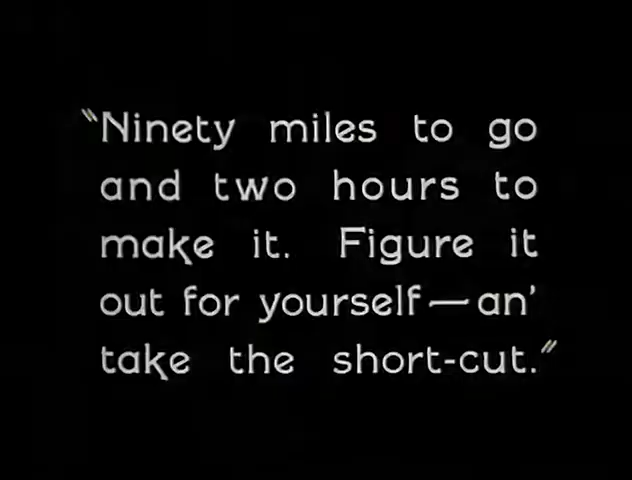 "Ninety miles to go
and two hours to
make it. Figure it
out for yourself—an'
take the short-cut."